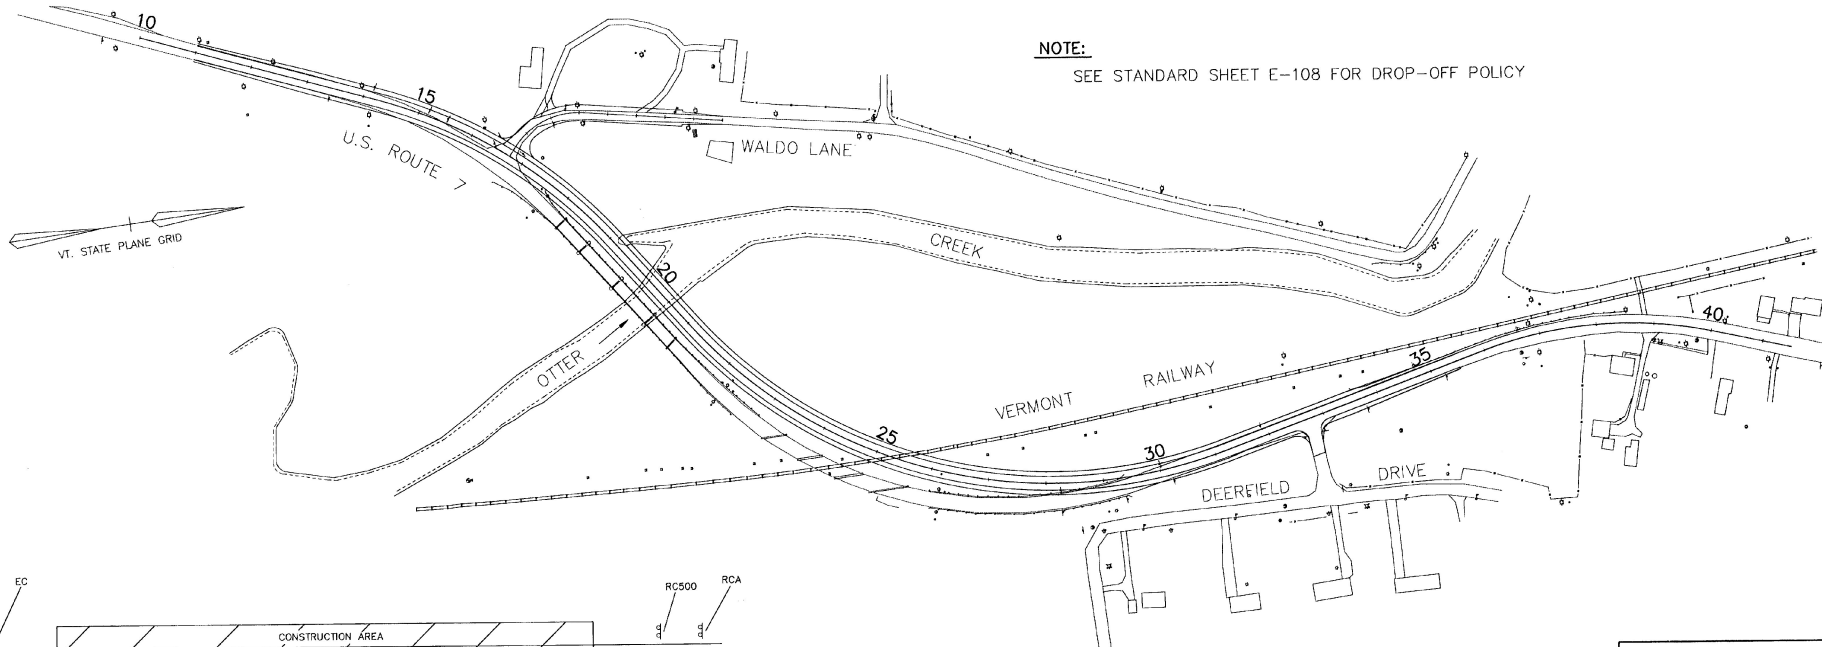 10
NOTE:
SEE STANDARD SHEET E-108 FOR DROP-OFF POLICY
15
U.S. ROUTE 7
WALDO LANE
VT. STATE PLANE GRID
CREEK
20
OTTER
40
35
VERMONT RAILWAY
25
30
DRIVE
DEERFIELD
EC
RC500
RCA
CONSTRUCTION AREA